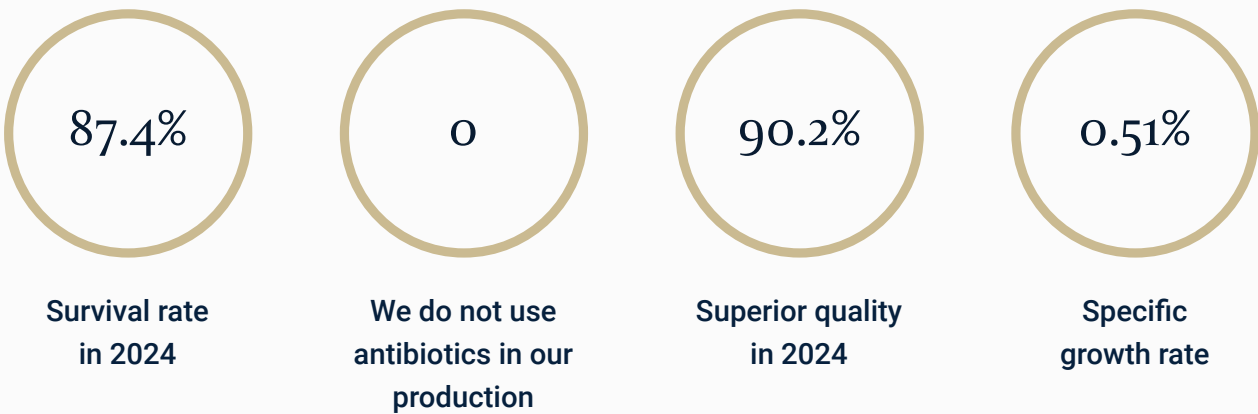 87.4%
0
90.2%
0.51%
Survival rate
in 2024
We do not use
antibiotics in our
production
Superior quality
in 2024
Specific
growth rate